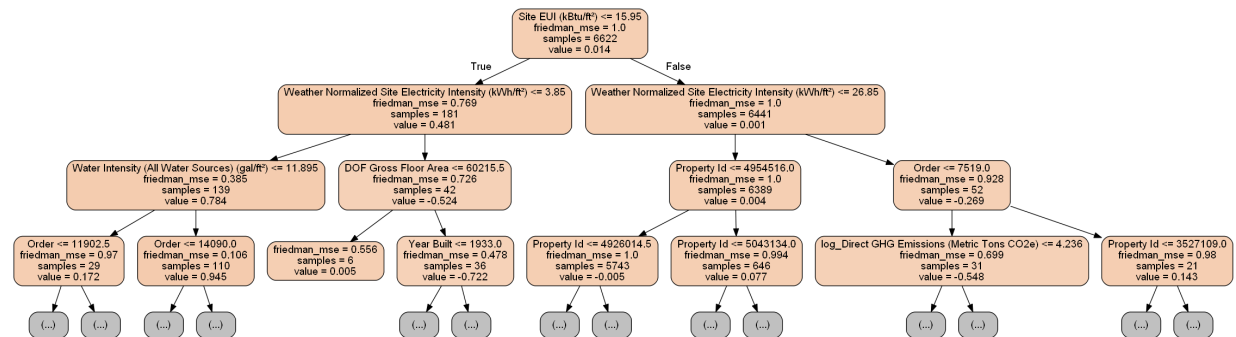 Site EUI (kBtu/ft²) <= 15.95
friedman_mse = 1.0
samples = 6622
value = 0.014
True
False
Weather Normalized Site Electricity Intensity (kWh/ft²) <= 3.85
friedman_mse = 0.769
samples = 181
value = 0.481
Weather Normalized Site Electricity Intensity (kWh/ft²) <= 26.85
friedman_mse = 1.0
samples = 6441
value = 0.001
Water Intensity (All Water Sources) (gal/ft²) <= 11.895
friedman_mse = 0.385
samples = 139
value = 0.784
DOF Gross Floor Area <= 60215.5
friedman_mse = 0.726
samples = 42
value = -0.524
Property Id <= 4954516.0
friedman_mse = 1.0
samples = 6389
value = 0.004
Order <= 7519.0
friedman_mse = 0.928
samples = 52
value = -0.269
Order <= 11902.5
friedman_mse = 0.97
samples = 29
value = 0.172
Order <= 14090.0
friedman_mse = 0.106
samples = 110
value = 0.945
friedman_mse = 0.556
samples = 6
value = 0.005
Year Built <= 1933.0
friedman_mse = 0.478
samples = 36
value = -0.722
Property Id <= 4926014.5
friedman_mse = 1.0
samples = 5743
value = -0.005
Property Id <= 5043134.0
friedman_mse = 0.994
samples = 646
value = 0.077
log_Direct GHG Emissions (Metric Tons CO2e) <= 4.236
friedman_mse = 0.699
samples = 31
value = -0.548
Property Id <= 3527109.0
friedman_mse = 0.98
samples = 21
value = 0.143
(...)
(...)
(...)
(...)
(...)
(...)
(...)
(...)
(...)
(...)
(...)
(...)
(...)
(...)